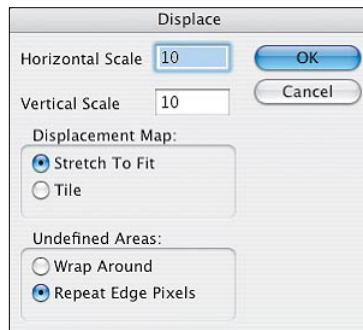 Displace
Horizontal Scale 10 OK
Vertical Scale 10 Cancel
Displacement Map:
Stretch To Fit
Tile
Undefined Areas:
Wrap Around
Repeat Edge Pixels